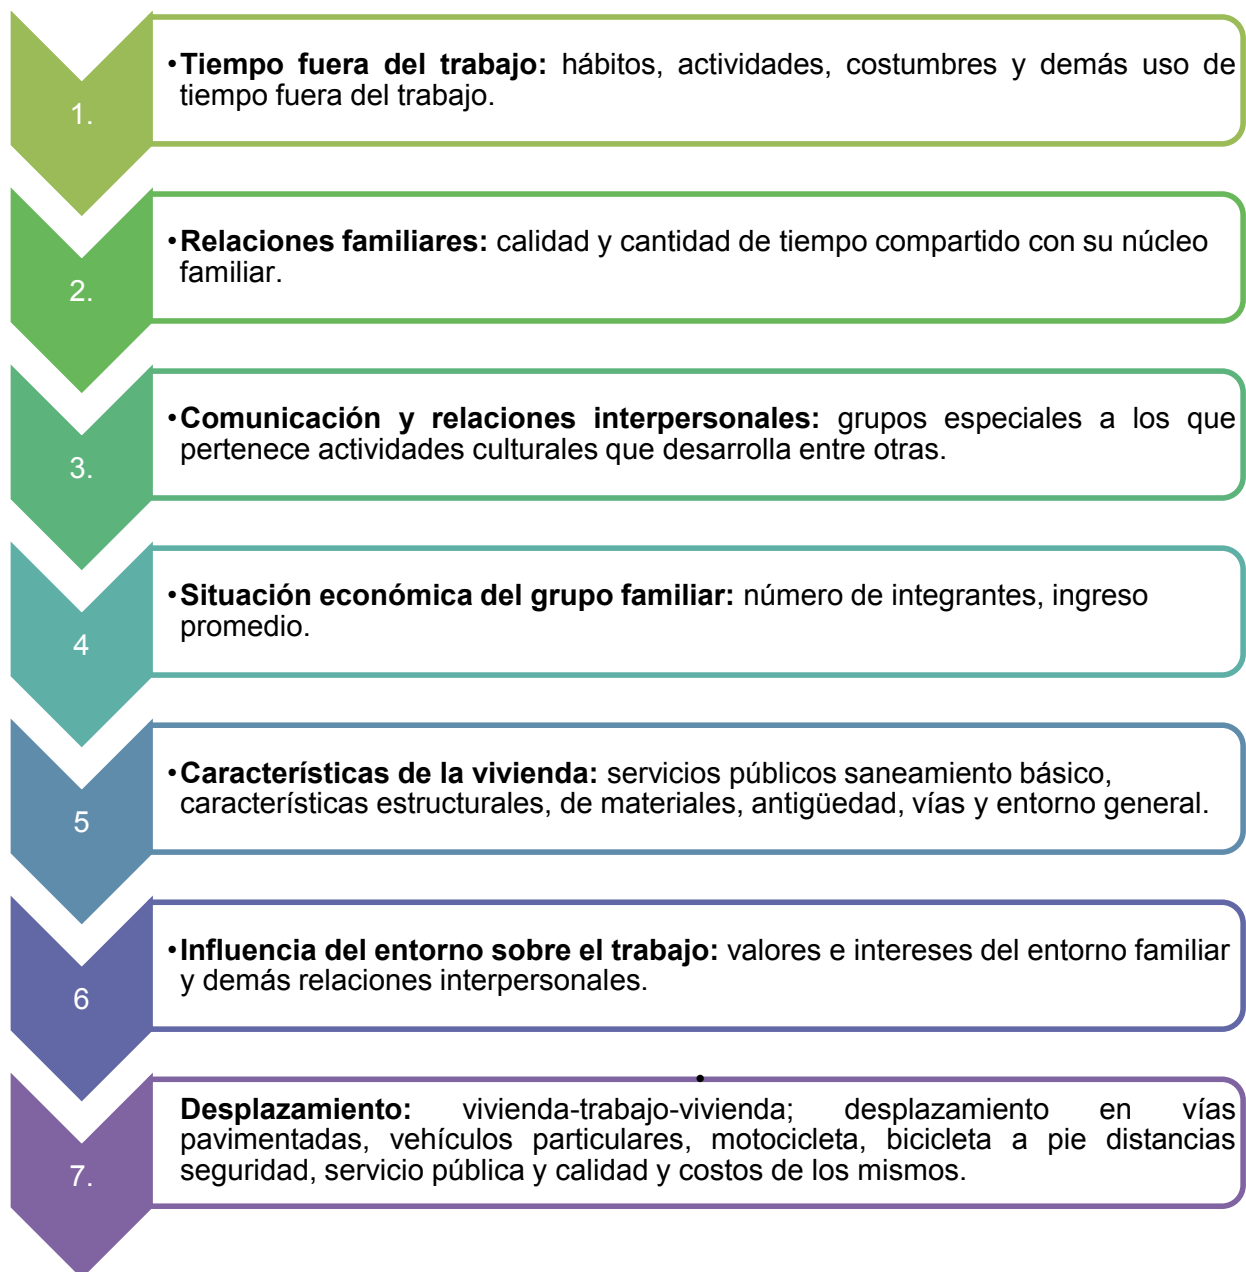 1.
•Tiempo fuera del trabajo: hábitos, actividades, costumbres y demás uso de
tiempo fuera del trabajo.
2.
•Relaciones familiares: calidad y cantidad de tiempo compartido con su núcleo
familiar.
3.
•Comunicación y relaciones interpersonales: grupos especiales a los que
pertenece actividades culturales que desarrolla entre otras.
4
•Situación económica del grupo familiar: número de integrantes, ingreso
promedio.
5
•Características de la vivienda: servicios públicos saneamiento básico,
características estructurales, de materiales, antigüedad, vías y entorno general.
6
•Influencia del entorno sobre el trabajo: valores e intereses del entorno familiar
y demás relaciones interpersonales.
7.
•
Desplazamiento: vivienda-trabajo-vivienda; desplazamiento en vías
pavimentadas, vehículos particulares, motocicleta, bicicleta a pie distancias
seguridad, servicio pública y calidad y costos de los mismos.